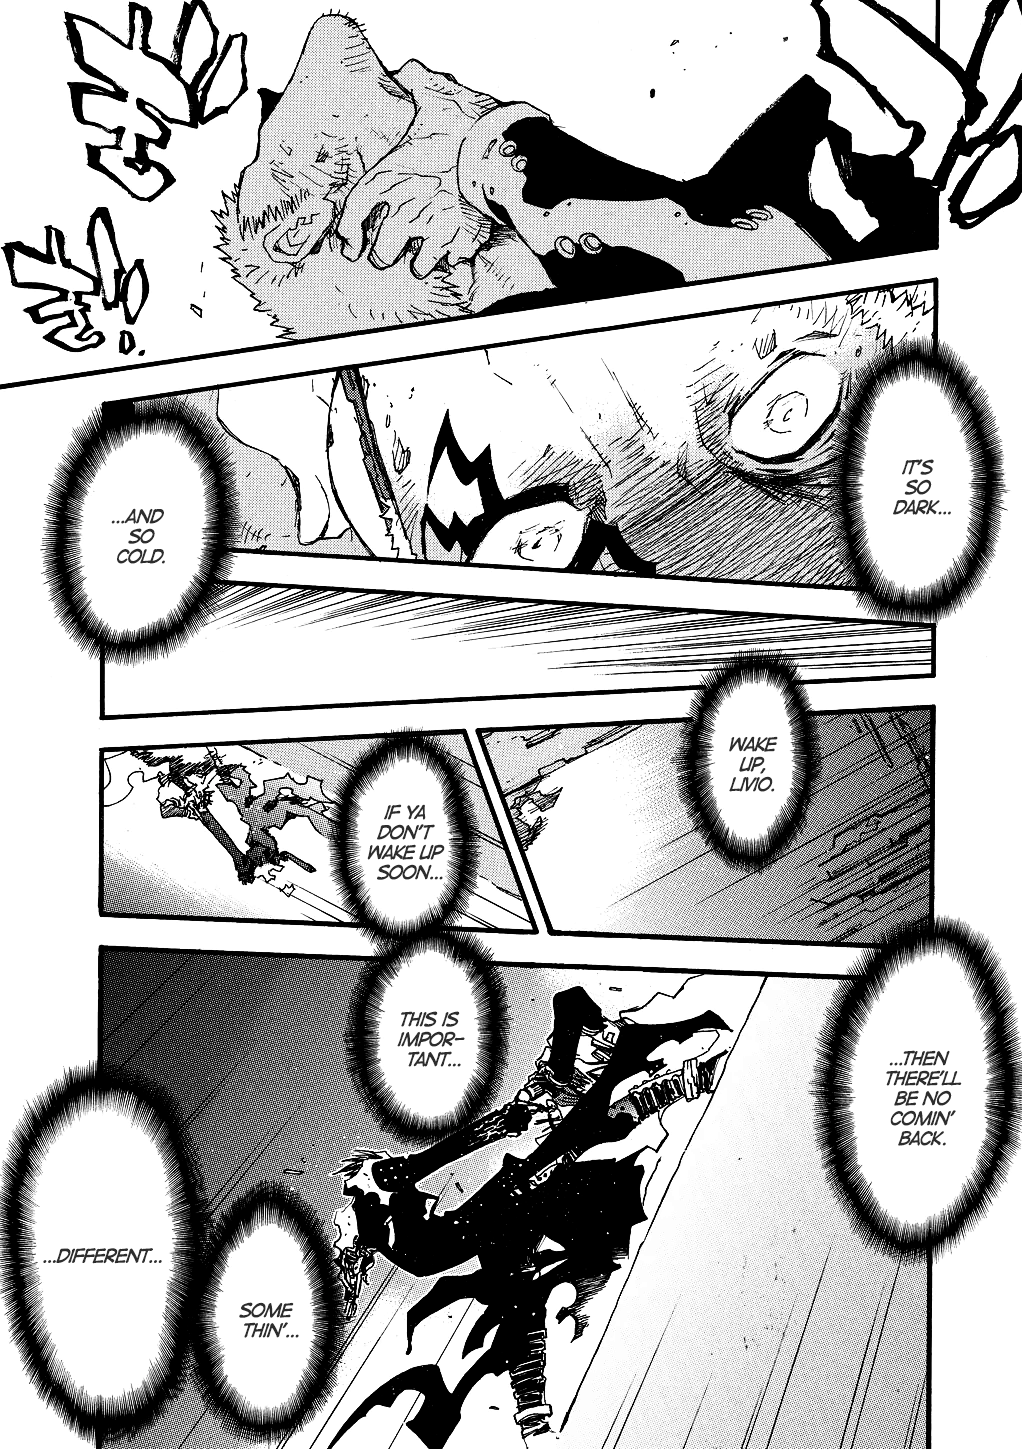 IT'S
SO
DARK...
...AND
SO
COLD.
WAKE
UP,
LIVIO.
IF YA
DON'T
WAKE UP
SOON...
...THEN
THERE'LL
BE NO
COMIN'
BACK.
THIS IS
IMPOR-
TANT...
SOME
THIN'...
...DIFFERENT...